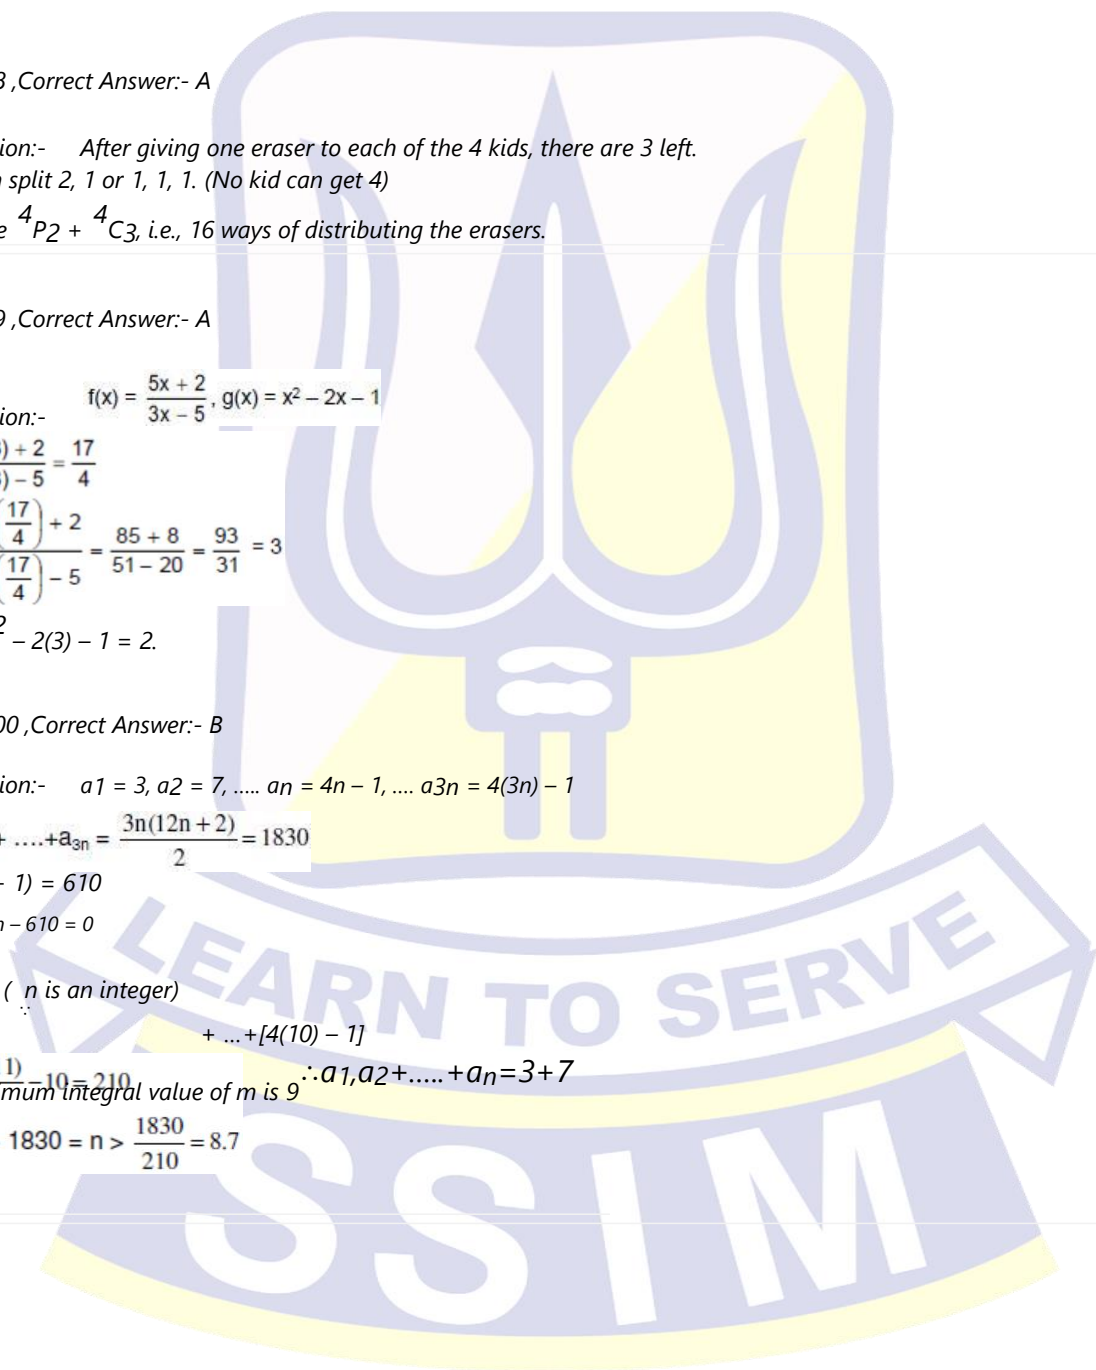 8 ,Correct Answer:- A
ion:- After giving one eraser to each of the 4 kids, there are 3 left.
split 2, 1 or 1, 1, 1. (No kid can get 4)
e ⁴P2 + ⁴C3, i.e., 16 ways of distributing the erasers.
9 ,Correct Answer:- A
ion:- f(x) = (5x + 2)/(3x – 5) , g(x) = x² – 2x – 1
) + 2 / ) – 5 = 17/4
(17/4) + 2 / (17/4) – 5 = (85 + 8)/(51 – 20) = 93/31 = 3
2 – 2(3) – 1 = 2.
00 ,Correct Answer:- B
ion:- a1 = 3, a2 = 7, ..... an = 4n – 1, .... a3n = 4(3n) – 1
+ ....+a₃ₙ = 3n(12n + 2)/2 = 1830
1) = 610
– 610 = 0
( ∵ n is an integer)
+ ...+[4(10) – 1]
∴a1,a2+.....+an=3+7
1) –10 = 210
mum integral value of m is 9
1830 = n > 1830/210 = 8.7
LEARN TO SERVE
SSIM